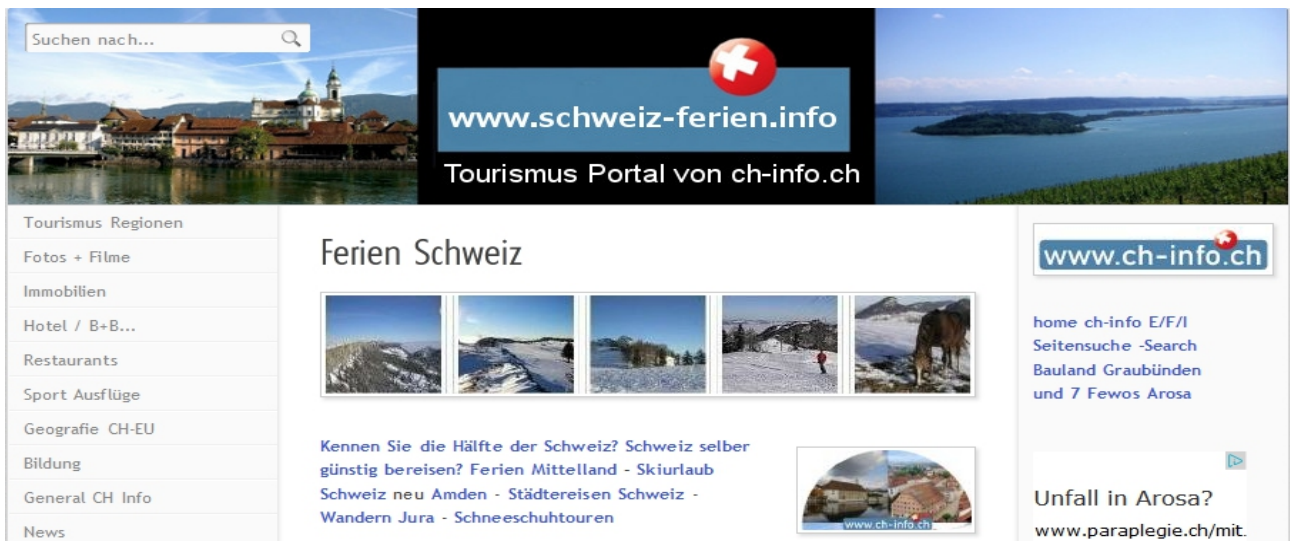 Suchen nach...
www.schweiz-ferien.info
Tourismus Portal von ch-info.ch
Tourismus Regionen
Fotos + Filme
Immobilien
Hotel / B+B...
Restaurants
Sport Ausflüge
Geografie CH-EU
Bildung
General CH Info
News
Ferien Schweiz
Kennen Sie die Hälfte der Schweiz? Schweiz selber
günstig bereisen? Ferien Mittelland - Skiurlaub
Schweiz neu Amden - Städtereisen Schweiz -
Wandern Jura - Schneeschuhtouren
www.ch-info.ch
www.ch-info.ch
home ch-info E/F/I
Seitensuche -Search
Bauland Graubünden
und 7 Fewos Arosa
Unfall in Arosa?
www.paraplegie.ch/mit.